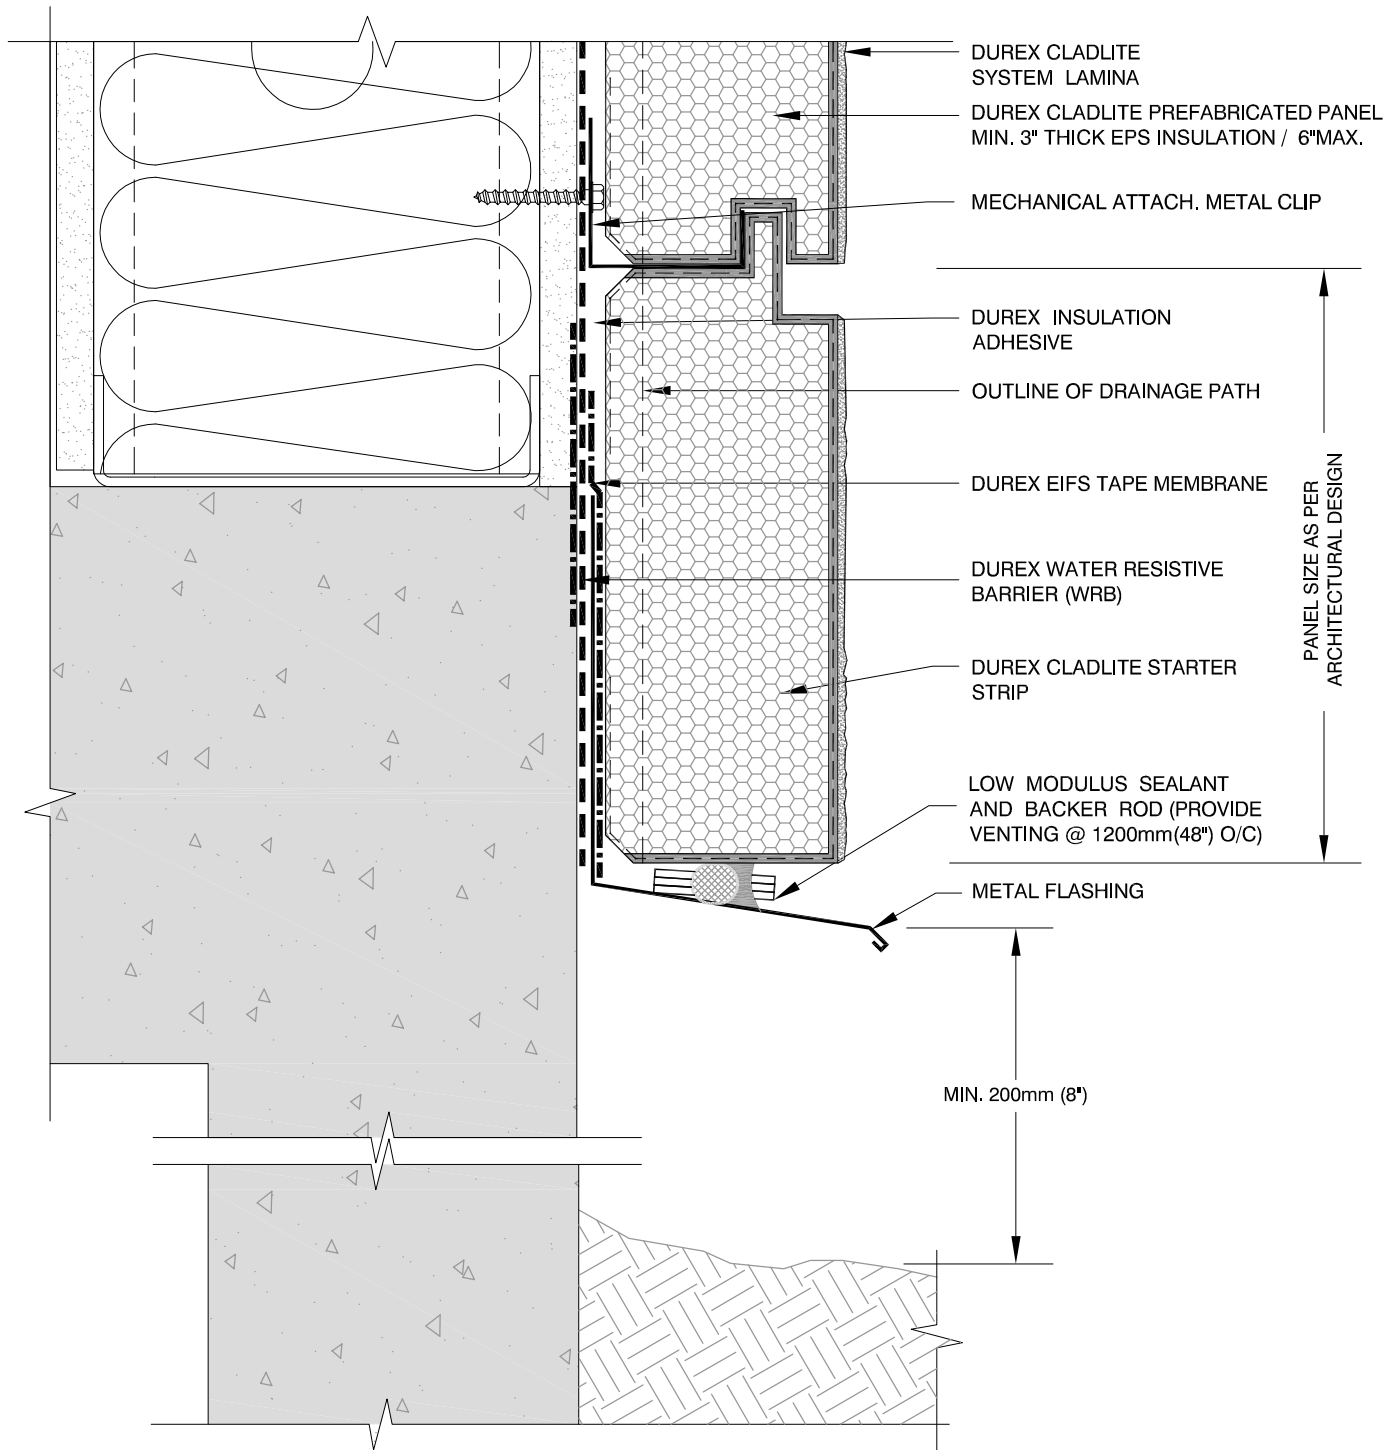 DUREX CLADLITE
SYSTEM LAMINA
DUREX CLADLITE PREFABRICATED PANEL
MIN. 3" THICK EPS INSULATION / 6"MAX.
MECHANICAL ATTACH. METAL CLIP
DUREX INSULATION
ADHESIVE
OUTLINE OF DRAINAGE PATH
DUREX EIFS TAPE MEMBRANE
DUREX WATER RESISTIVE
BARRIER (WRB)
DUREX CLADLITE STARTER
STRIP
LOW MODULUS SEALANT
AND BACKER ROD (PROVIDE
VENTING @ 1200mm(48") O/C)
METAL FLASHING
PANEL SIZE AS PER
ARCHITECTURAL DESIGN
MIN. 200mm (8")